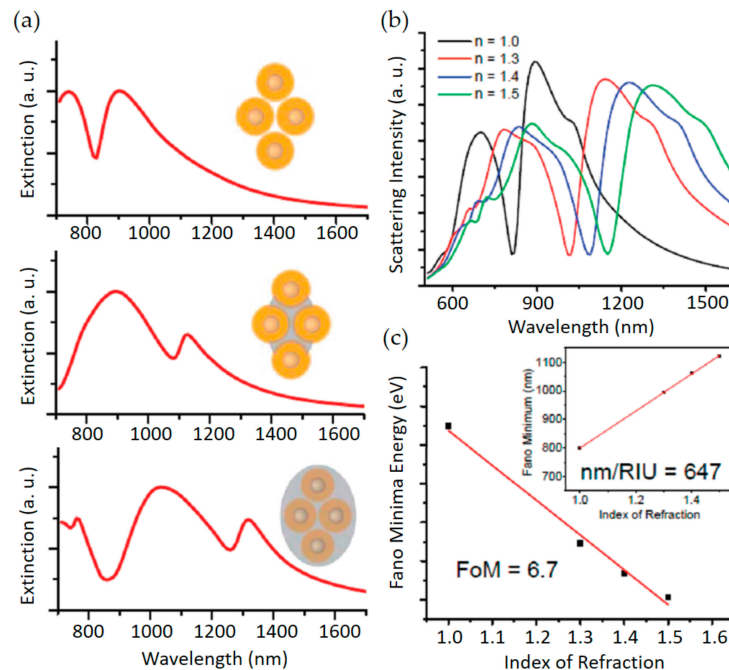 (a)
Extinction (a. u.)
800 1000 1200 1400 1600
Extinction (a. u.)
800 1000 1200 1400 1600
Extinction (a. u.)
800 1000 1200 1400 1600
Wavelength (nm)
(b)
n = 1.0
n = 1.3
n = 1.4
n = 1.5
Scattering Intensity (a. u.)
600 900 1200 1500
Wavelength (nm)
(c)
Fano Minima Energy (eV)
FoM = 6.7
1.0 1.1 1.2 1.3 1.4 1.5 1.6
Index of Refraction
Fano Minimum (nm)
1100
1000
900
800
700
nm/RIU = 647
1.0 1.2 1.4
Index of Refraction